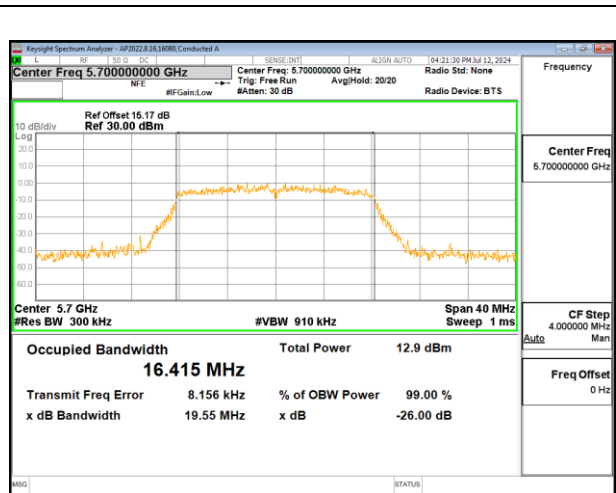 Keysight Spectrum Analyzer - AP2022.8.16,16080,Conducted A
L RF 50 Ω DC SENSE:INT ALIGN AUTO 04:21:30 PM Jul 12, 2024
Center Freq 5.700000000 GHz
NFE
#IFGain:Low
Center Freq: 5.700000000 GHz
Trig: Free Run Avg|Hold: 20/20
#Atten: 30 dB
Radio Std: None
Radio Device: BTS
Ref Offset 15.17 dB
10 dB/div Ref 30.00 dBm
Log
20.0
10.0
0.00
-10.0
-20.0
-30.0
-40.0
-50.0
-60.0
Center 5.7 GHz Span 40 MHz
#Res BW 300 kHz #VBW 910 kHz Sweep 1 ms
Occupied Bandwidth Total Power 12.9 dBm
16.415 MHz
Transmit Freq Error 8.156 kHz % of OBW Power 99.00 %
x dB Bandwidth 19.55 MHz x dB -26.00 dB
MSG STATUS
Frequency
Center Freq
5.700000000 GHz
CF Step
4.000000 MHz
Auto Man
Freq Offset
0 Hz